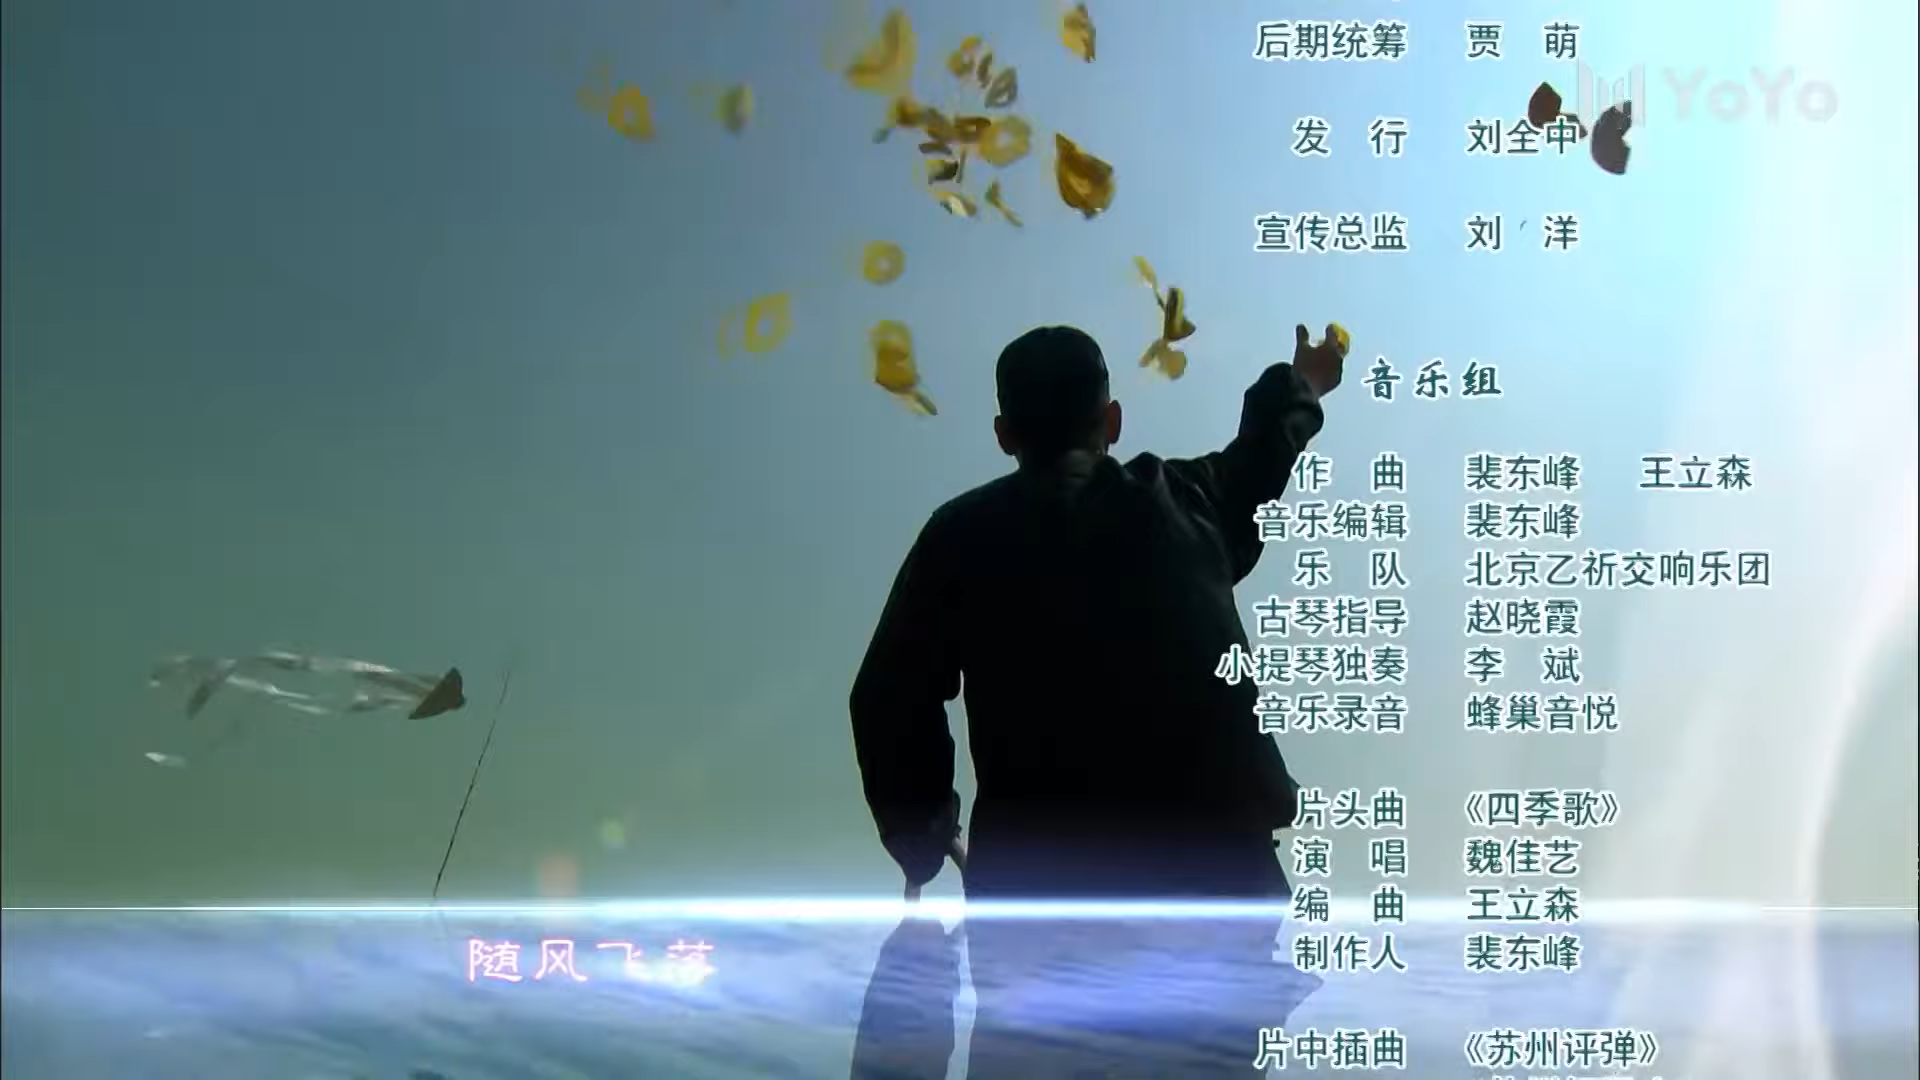 后期统筹 贾 萌
YoYo
发 行 刘全中
宣传总监 刘 洋
音乐组
作 曲 裴东峰 王立森
音乐编辑 裴东峰
乐 队 北京乙祈交响乐团
古琴指导 赵晓霞
小提琴独奏 李 斌
音乐录音 蜂巢音悦
片头曲 《四季歌》
演 唱 魏佳艺
编 曲 王立森
制作人 裴东峰
随风飞落
片中插曲 《苏州评弹》